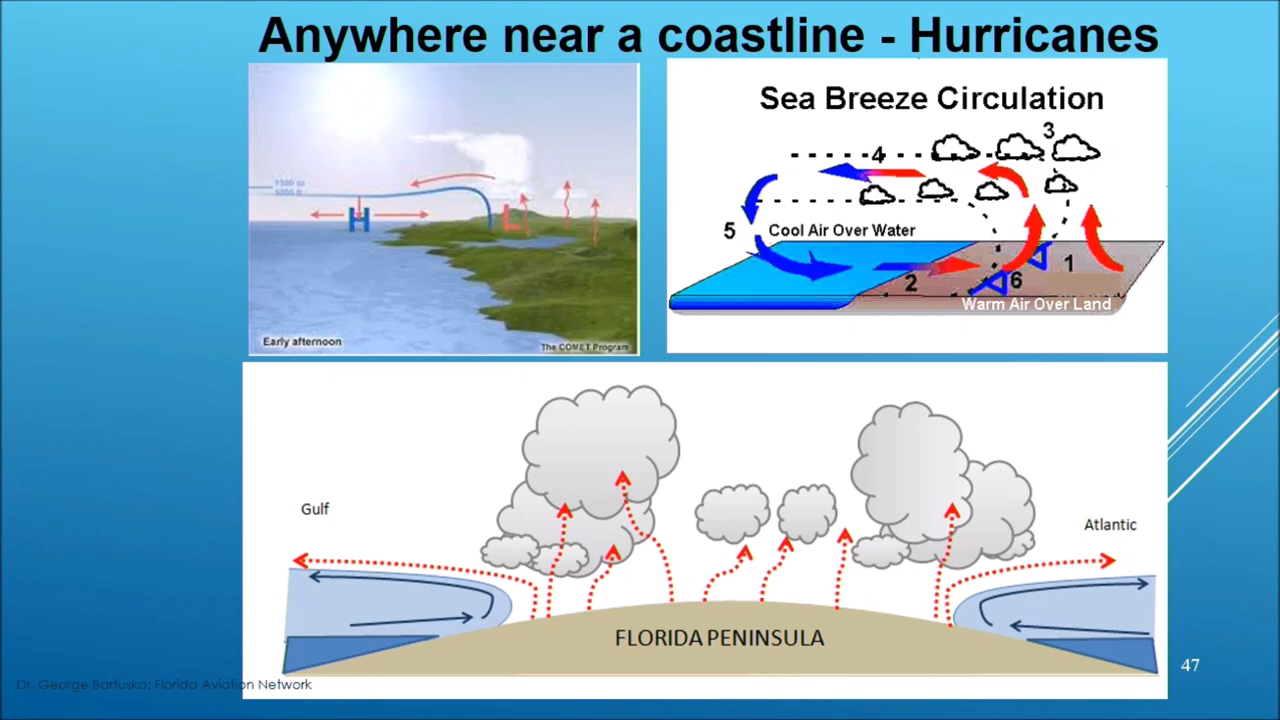 Anywhere near a coastline - Hurricanes
1500 m
H
L
Early afternoon
The COMET Program
Sea Breeze Circulation
3
4
5
Cool Air Over Water
2
6
1
Warm Air Over Land
Gulf
Atlantic
FLORIDA PENINSULA
47
Dr. George Bartuska: Florida Aviation Network